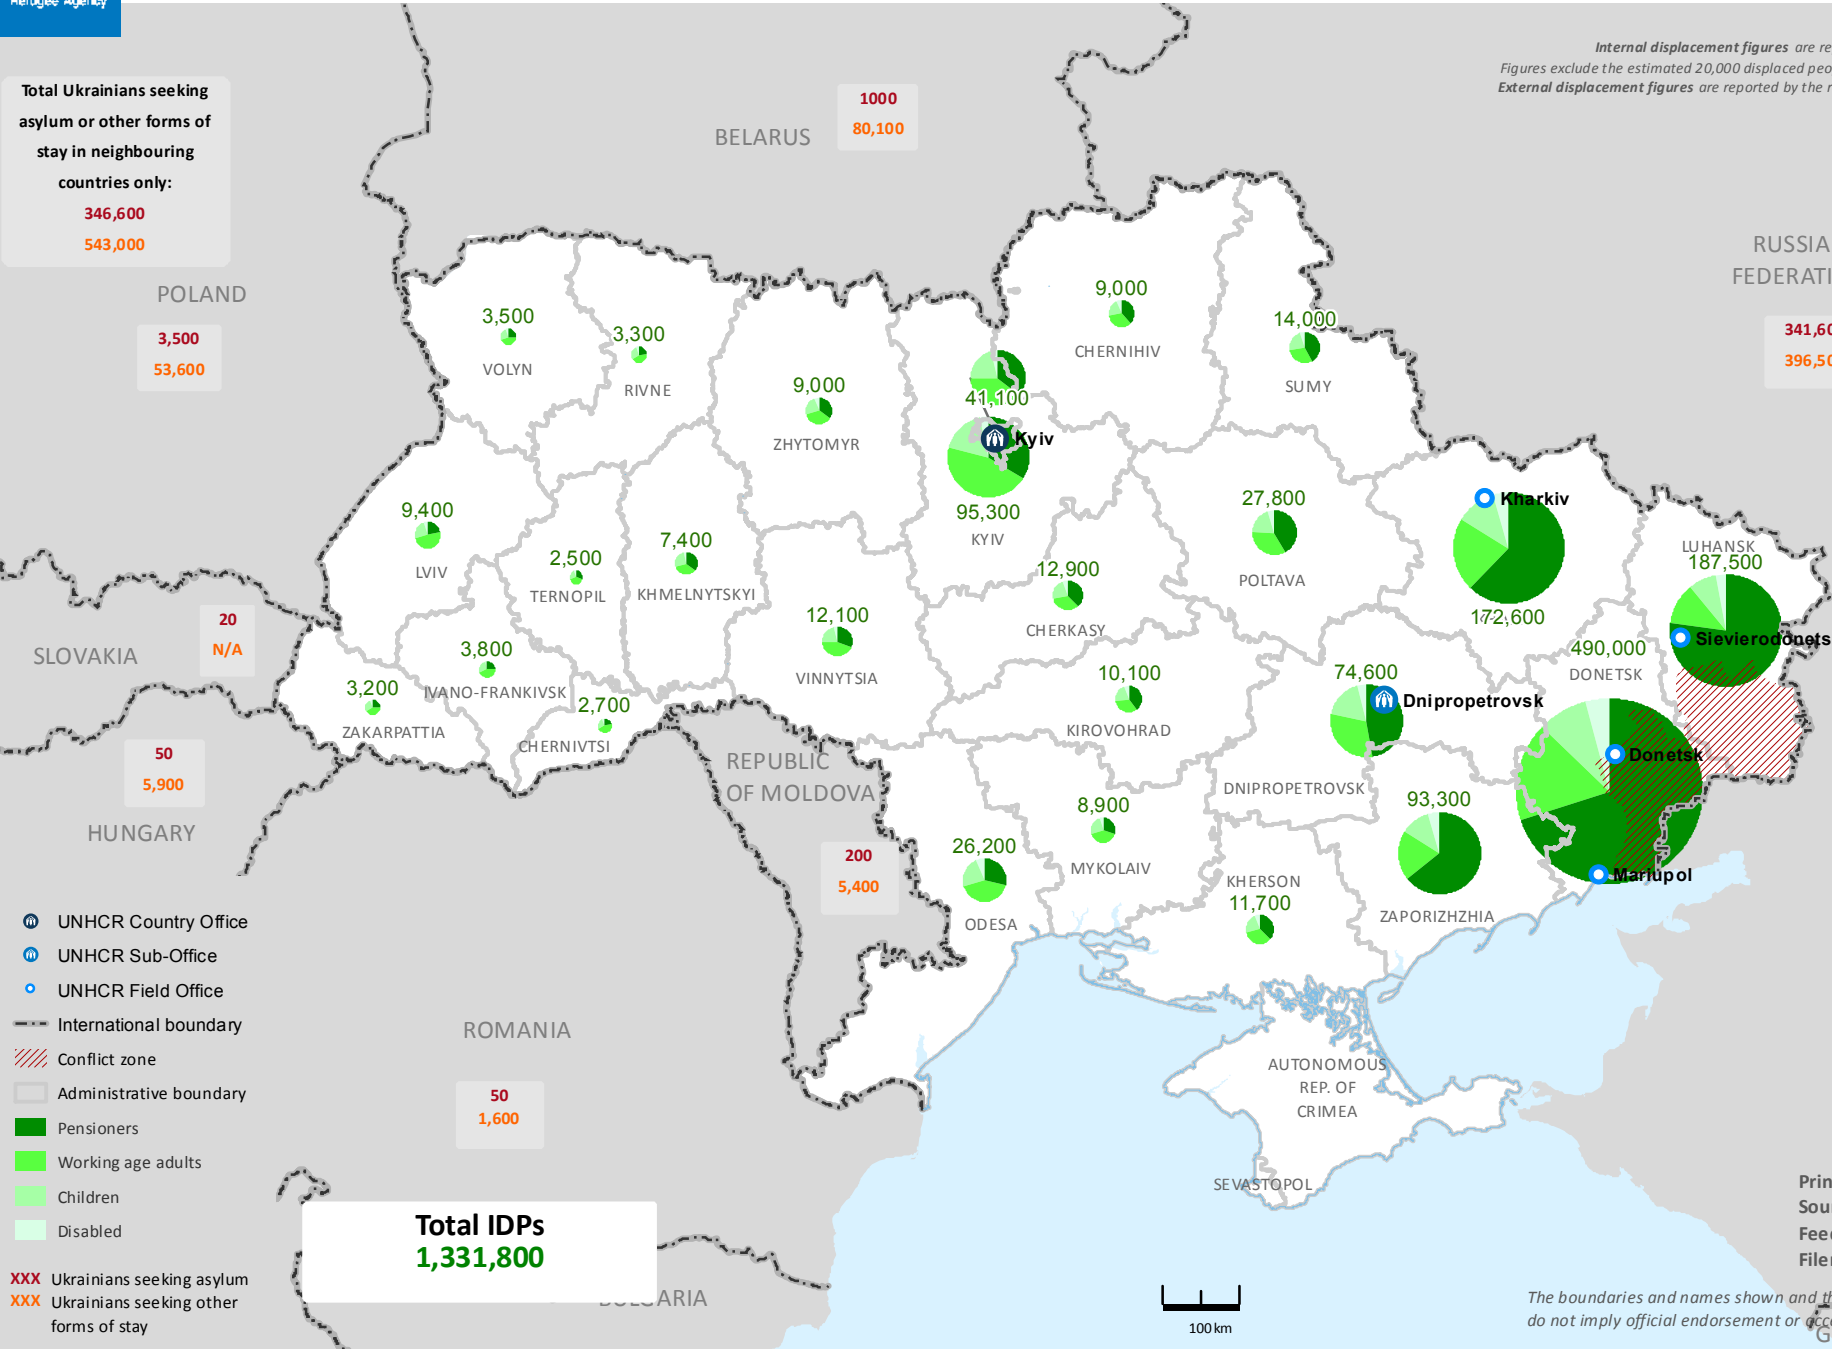 Refugee Agency
Total Ukrainians seeking
asylum or other forms of
stay in neighbouring
countries only:
346,600
543,000
Internal displacement figures are re
Figures exclude the estimated 20,000 displaced peo
External displacement figures are reported by the r
1000
80,100
BELARUS
RUSSIA
FEDERATI
341,60
396,50
POLAND
3,500
53,600
3,500
VOLYN
3,300
RIVNE
9,000
ZHYTOMYR
9,000
CHERNIHIV
14,000
SUMY
41,100
Kyiv
95,300
KYIV
9,400
LVIV
2,500
TERNOPIL
7,400
KHMELNYTSKYI
12,100
VINNYTSIA
12,900
CHERKASY
27,800
POLTAVA
Kharkiv
172,600
LUHANSK
187,500
Sievierodonets
20
N/A
SLOVAKIA
3,800
IVANO-FRANKIVSK
3,200
ZAKARPATTIA
2,700
CHERNIVTSI
10,100
KIROVOHRAD
74,600
Dnipropetrovsk
DNIPROPETROVSK
490,000
DONETSK
Donetsk
Mariupol
50
5,900
HUNGARY
REPUBLIC
OF MOLDOVA
200
5,400
26,200
ODESA
8,900
MYKOLAIV
KHERSON
11,700
93,300
ZAPORIZHZHIA
ROMANIA
50
1,600
AUTONOMOUS
REP. OF
CRIMEA
SEVASTOPOL
UNHCR Country Office
UNHCR Sub-Office
UNHCR Field Office
International boundary
Conflict zone
Administrative boundary
Pensioners
Working age adults
Children
Disabled
XXX Ukrainians seeking asylum
XXX Ukrainians seeking other
forms of stay
Total IDPs
1,331,800
BULGARIA
100 km
Prin
Sour
Feed
Filen
The boundaries and names shown and th
do not imply official endorsement or acce
G